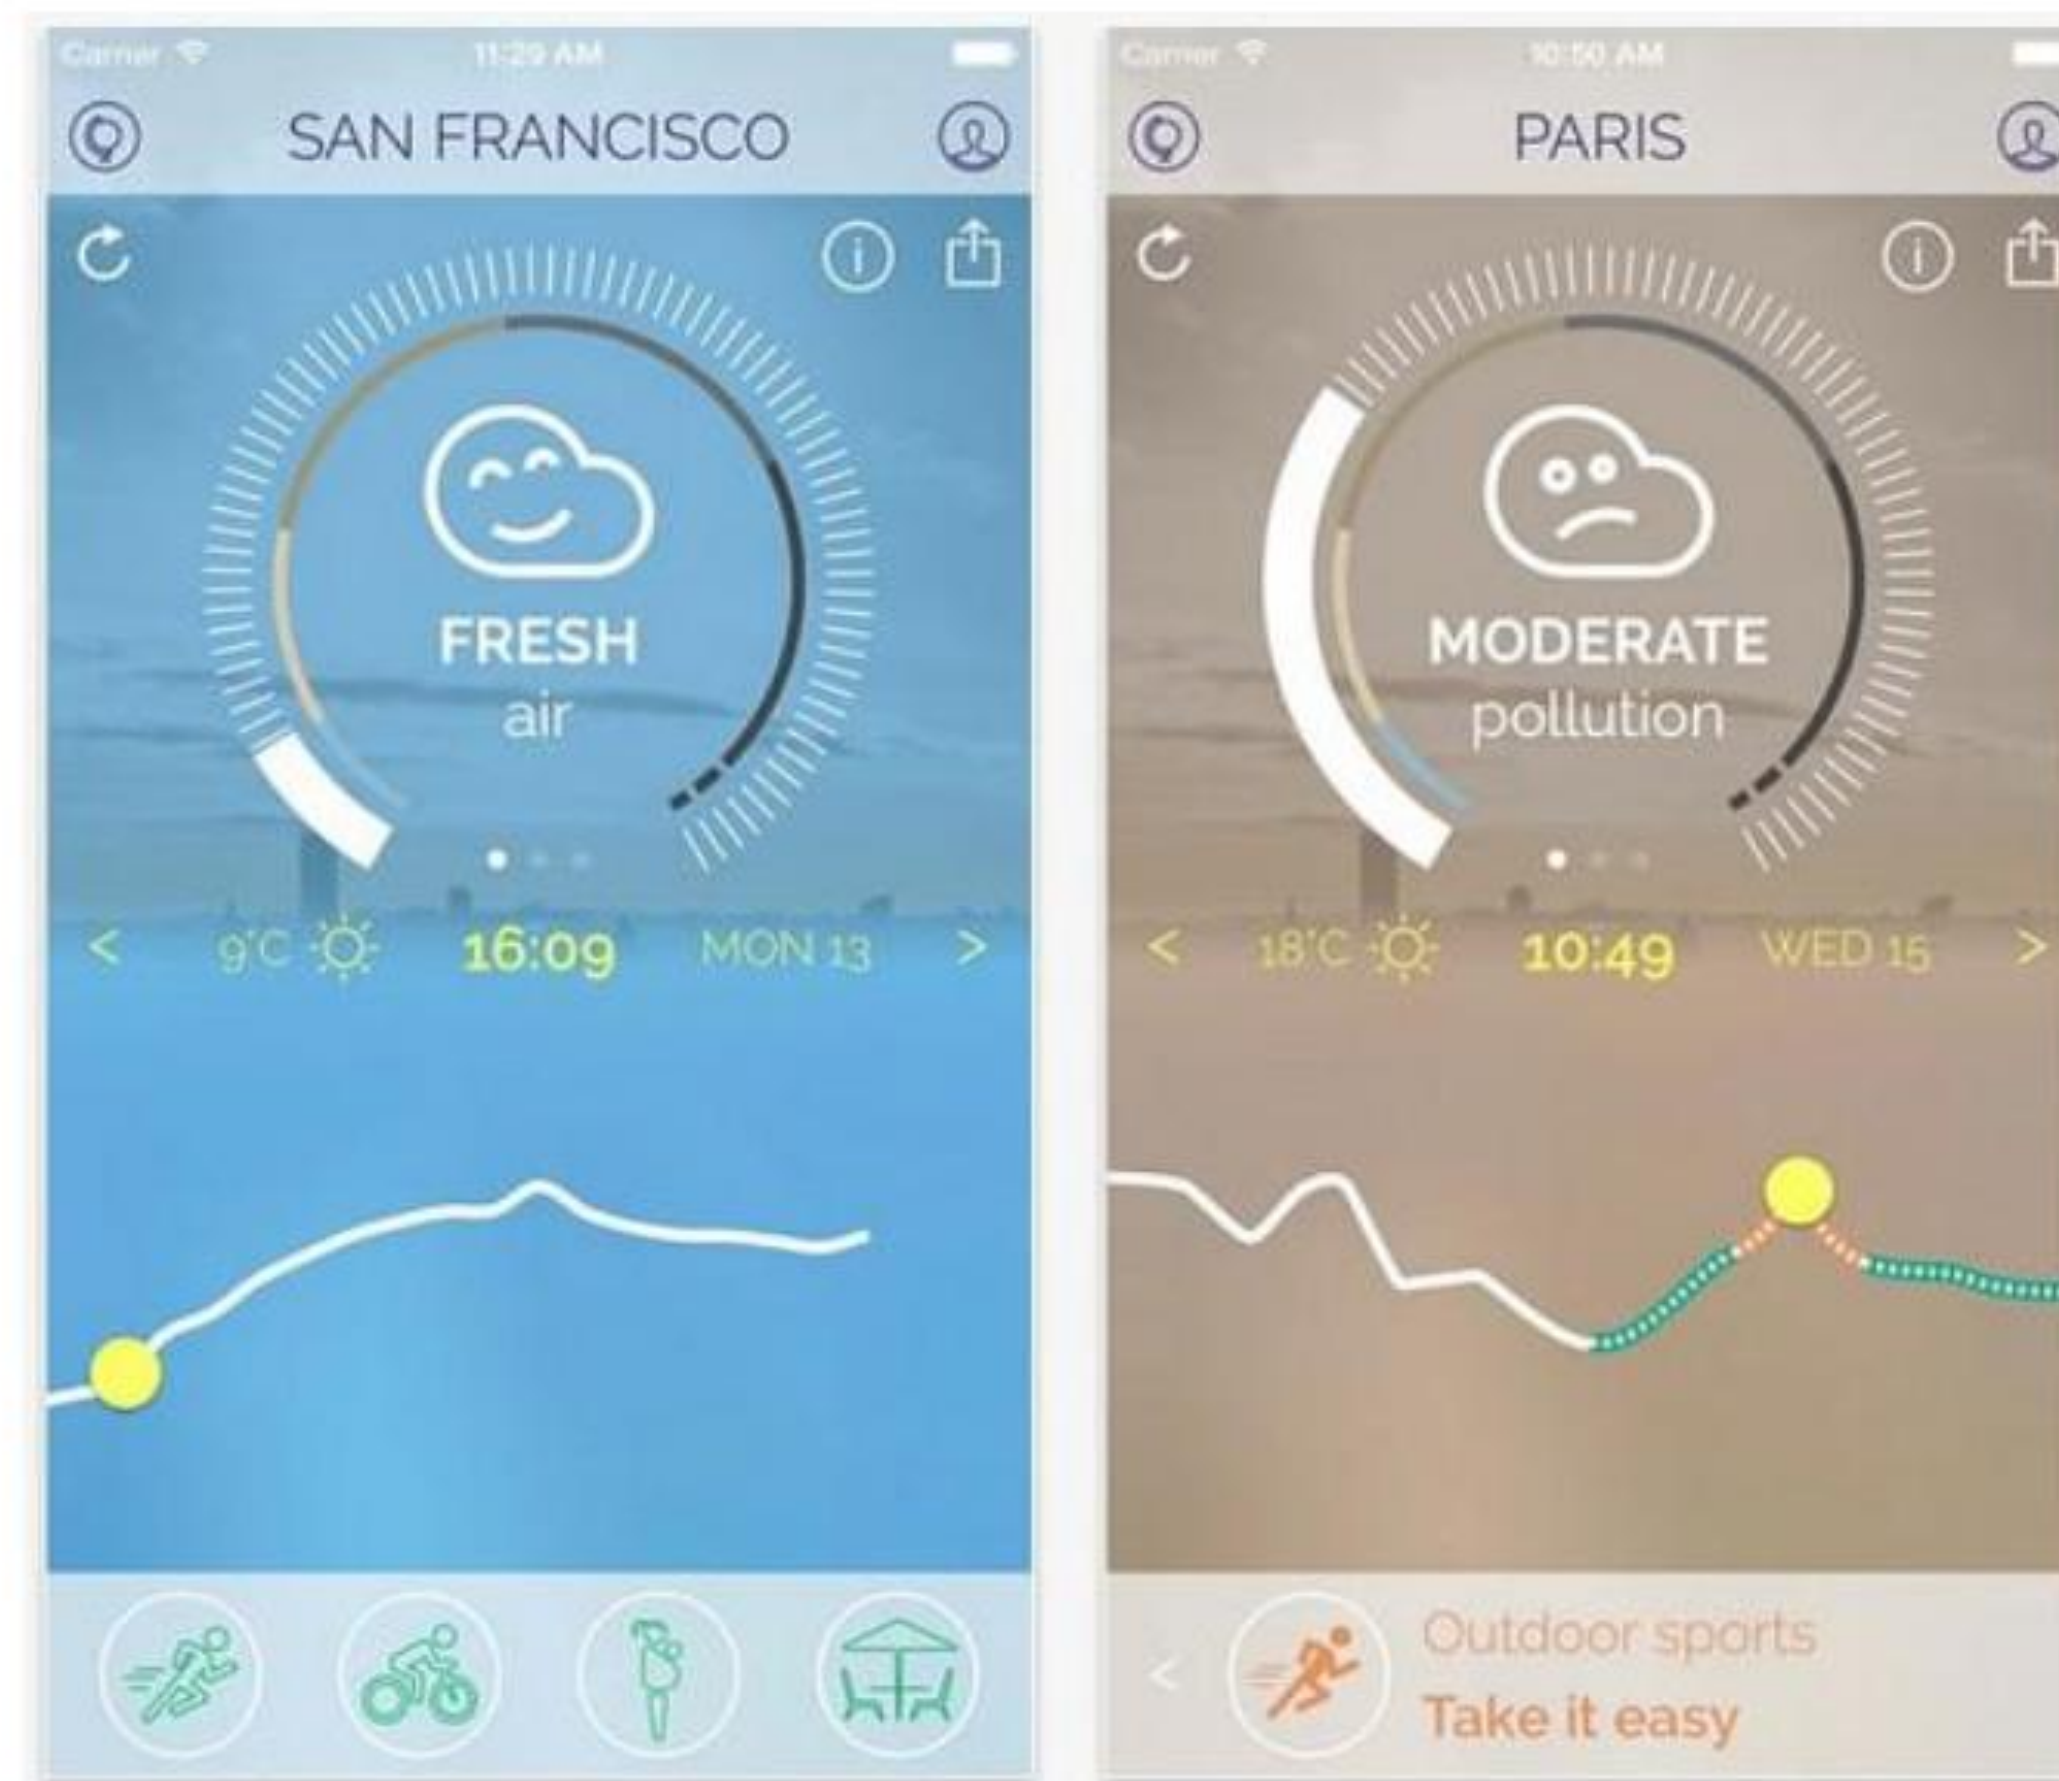 Carrier
11:29 AM
SAN FRANCISCO
FRESH
air
< 9°C 16:09 MON 13 >
Carrier
10:50 AM
PARIS
MODERATE
pollution
< 18°C 10:49 WED 15 >
< Outdoor sports
Take it easy